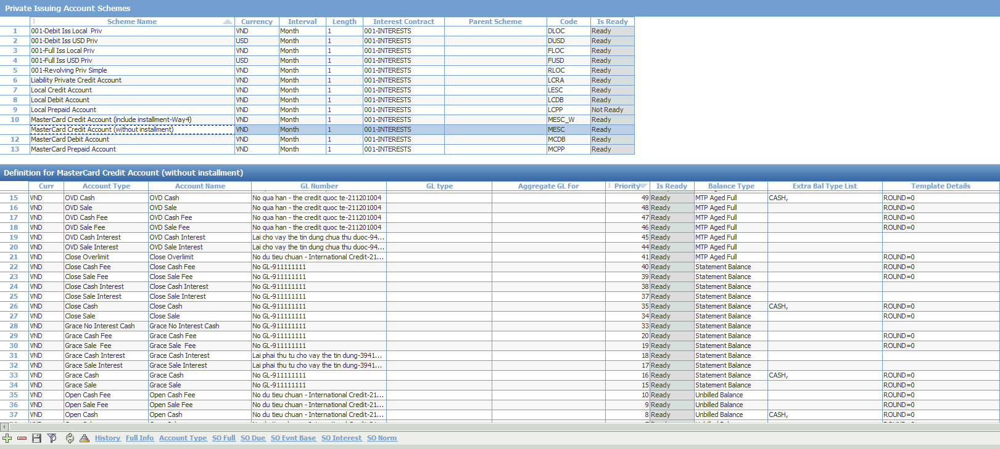 Private Issuing Account Schemes
1 Scheme Name Currency Interval Length Interest Contract Parent Scheme Code Is Ready
1 001-Debit Iss Local Priv VND Month 1 001-INTERESTS DLOC Ready
2 001-Debit Iss USD Priv USD Month 1 001-INTERESTS DUSD Ready
3 001-Full Iss Local Priv VND Month 1 001-INTERESTS FLOC Ready
4 001-Full Iss USD Priv USD Month 1 001-INTERESTS FUSD Ready
5 001-Revolving Priv Simple VND Month 1 001-INTERESTS RLOC Ready
6 Liability Private Credit Account VND Month 1 001-INTERESTS LCRA Ready
7 Local Credit Account VND Month 1 001-INTERESTS LESC Ready
8 Local Debit Account VND Month 1 001-INTERESTS LCDB Ready
9 Local Prepaid Account VND Month 1 001-INTERESTS LCPP Not Ready
10 MasterCard Credit Account (include installment-Way4) VND Month 1 001-INTERESTS MESC_W Ready
MasterCard Credit Account (without installment) VND Month 1 001-INTERESTS MESC Ready
12 MasterCard Debit Account VND Month 1 001-INTERESTS MCDB Ready
13 MasterCard Prepaid Account VND Month 1 001-INTERESTS MCPP Ready
Definition for MasterCard Credit Account (without installment)
Curr Account Type Account Name GL Number GL type Aggregate GL For 1 Priority Is Ready Balance Type Extra Bal Type List Template Details
15 VND OVD Cash OVD Cash No qua han - the credit quoc te-211201004 49 Ready MTP Aged Full CASH, ROUND=0
16 VND OVD Sale OVD Sale No qua han - the credit quoc te-211201004 48 Ready MTP Aged Full ROUND=0
17 VND OVD Cash Fee OVD Cash Fee No qua han - the credit quoc te-211201004 47 Ready MTP Aged Full ROUND=0
18 VND OVD Sale Fee OVD Sale Fee No qua han - the credit quoc te-211201004 46 Ready MTP Aged Full ROUND=0
19 VND OVD Cash Interest OVD Cash Interest Lai cho vay the tin dung chua thu duoc-94... 45 Ready MTP Aged Full
20 VND OVD Sale Interest OVD Sale Interest Lai cho vay the tin dung chua thu duoc-94... 44 Ready MTP Aged Full
21 VND Close Overlimit Close Overlimit No du tieu chuan - International Credit-21... 41 Ready MTP Aged Full ROUND=0
22 VND Close Cash Fee Close Cash Fee No GL-911111111 40 Ready Statement Balance ROUND=0
23 VND Close Sale Fee Close Sale Fee No GL-911111111 39 Ready Statement Balance ROUND=0
24 VND Close Cash Interest Close Cash Interest No GL-911111111 38 Ready Statement Balance
25 VND Close Sale Interest Close Sale Interest No GL-911111111 37 Ready Statement Balance
26 VND Close Cash Close Cash No GL-911111111 35 Ready Statement Balance CASH, ROUND=0
27 VND Close Sale Close Sale No GL-911111111 34 Ready Statement Balance ROUND=0
28 VND Grace No Interest Cash Grace No Interest Cash No GL-911111111 33 Ready Statement Balance
29 VND Grace Cash Fee Grace Cash Fee No GL-911111111 20 Ready Statement Balance ROUND=0
30 VND Grace Sale Fee Grace Sale Fee No GL-911111111 19 Ready Statement Balance ROUND=0
31 VND Grace Cash Interest Grace Cash Interest Lai phai thu tu cho vay the tin dung-3941... 18 Ready Statement Balance
32 VND Grace Sale Interest Grace Sale Interest Lai phai thu tu cho vay the tin dung-3941... 17 Ready Statement Balance
33 VND Grace Cash Grace Cash No GL-911111111 16 Ready Statement Balance CASH, ROUND=0
34 VND Grace Sale Grace Sale No GL-911111111 15 Ready Statement Balance ROUND=0
35 VND Open Cash Fee Open Cash Fee No du tieu chuan - International Credit-21... 10 Ready Unbilled Balance ROUND=0
36 VND Open Sale Fee Open Sale Fee No du tieu chuan - International Credit-21... 9 Ready Unbilled Balance ROUND=0
37 VND Open Cash Open Cash No du tieu chuan - International Credit-21... 8 Ready Unbilled Balance CASH, ROUND=0
History Full Info Account Type SO Full SO Due SO Evnt Base SO Interest SO Norm